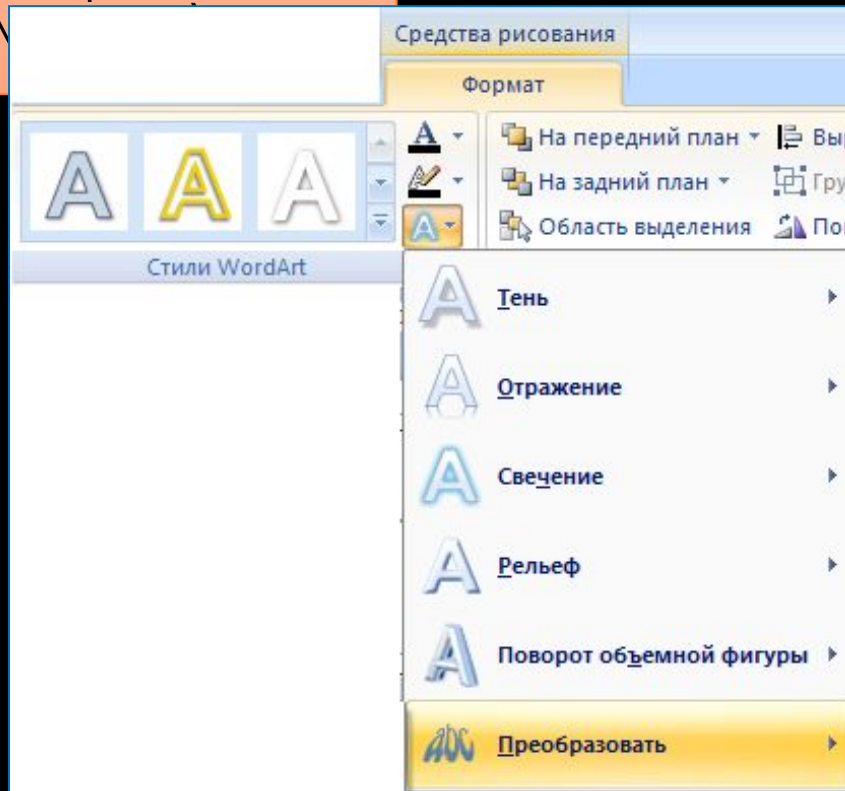 Средства рисования
Формат
На передний план
На задний план
Область выделения
Стили WordArt
Тень
Отражение
Свечение
Рельеф
Поворот объемной фигуры
Преобразовать